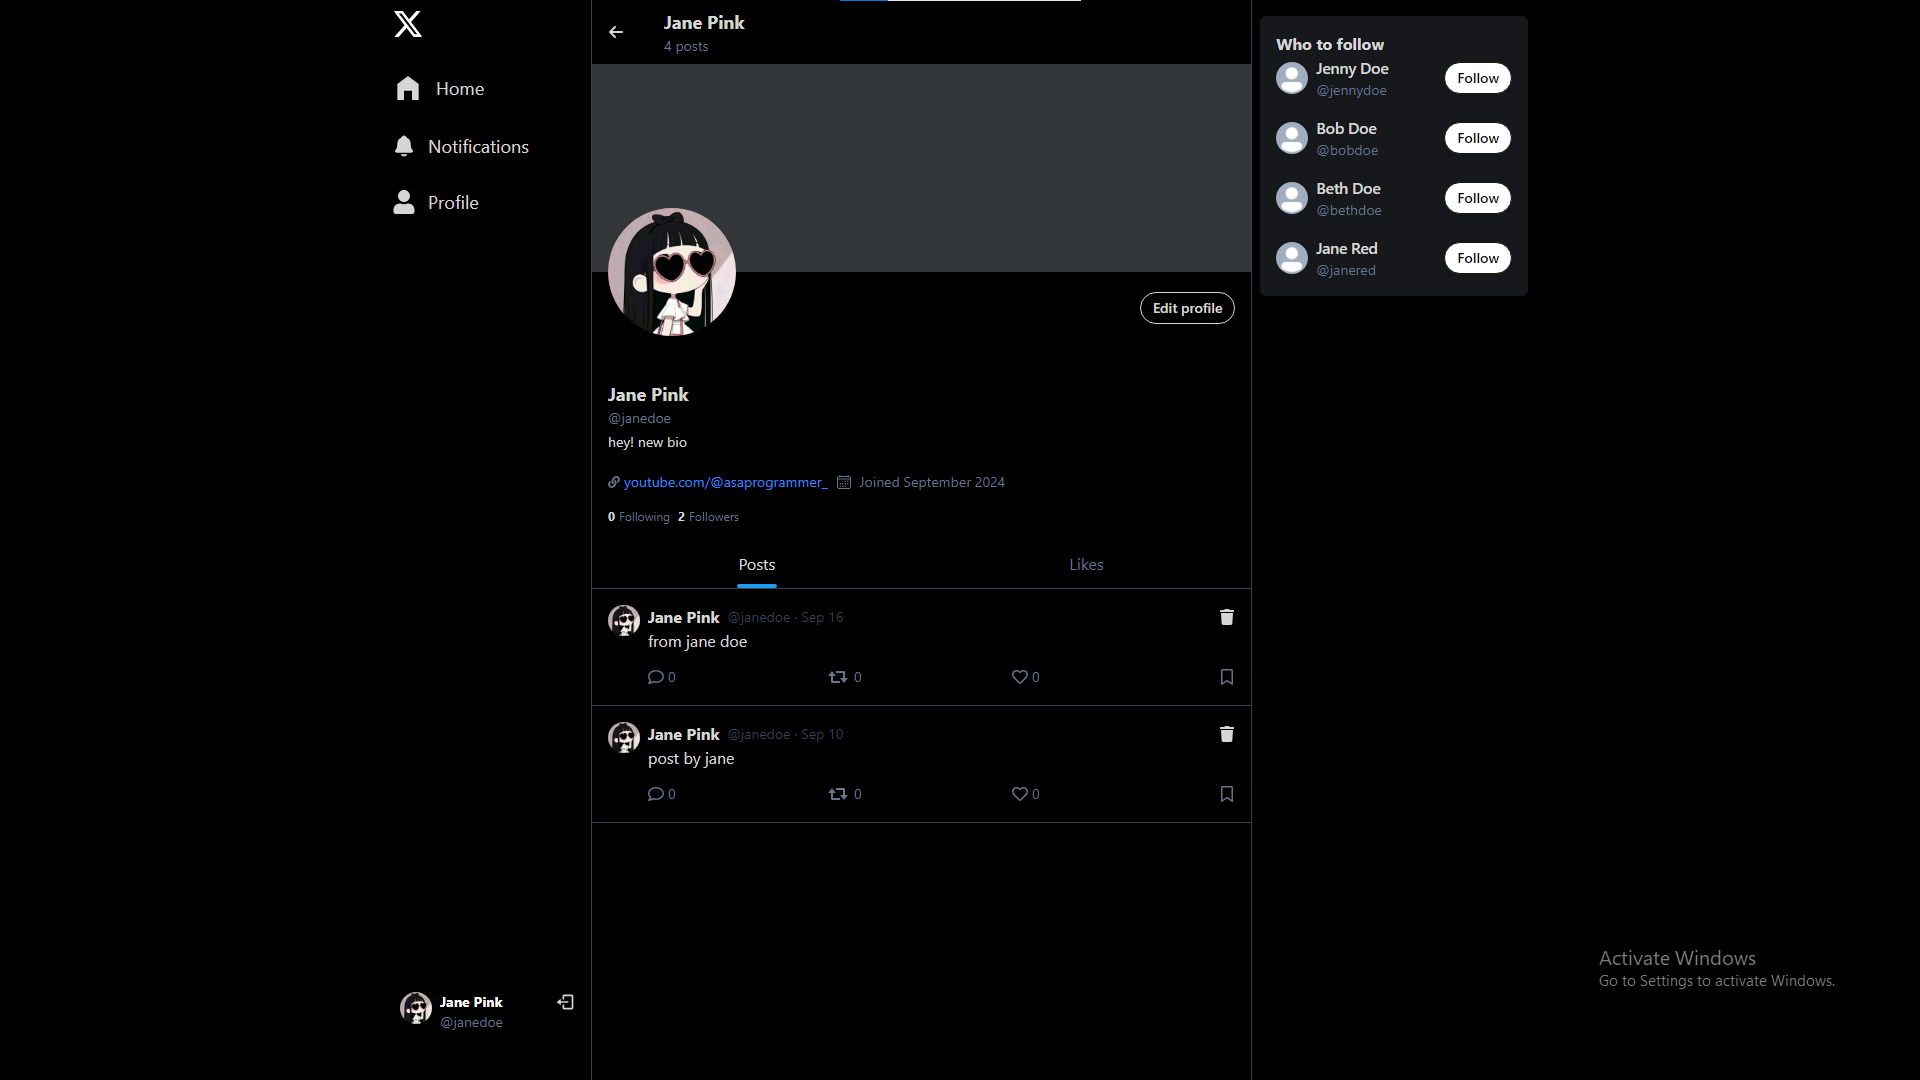 Home
Notifications
Profile
Jane Pink
@janedoe
Jane Pink
4 posts
Edit profile
Jane Pink
@janedoe
hey! new bio
youtube.com/@asaprogrammer_ Joined September 2024
0 Following 2 Followers
Posts Likes
Jane Pink @janedoe · Sep 16
from jane doe
0 0 0
Jane Pink @janedoe · Sep 10
post by jane
0 0 0
Who to follow
Jenny Doe
@jennydoe
Follow
Bob Doe
@bobdoe
Follow
Beth Doe
@bethdoe
Follow
Jane Red
@janered
Follow
Activate Windows
Go to Settings to activate Windows.